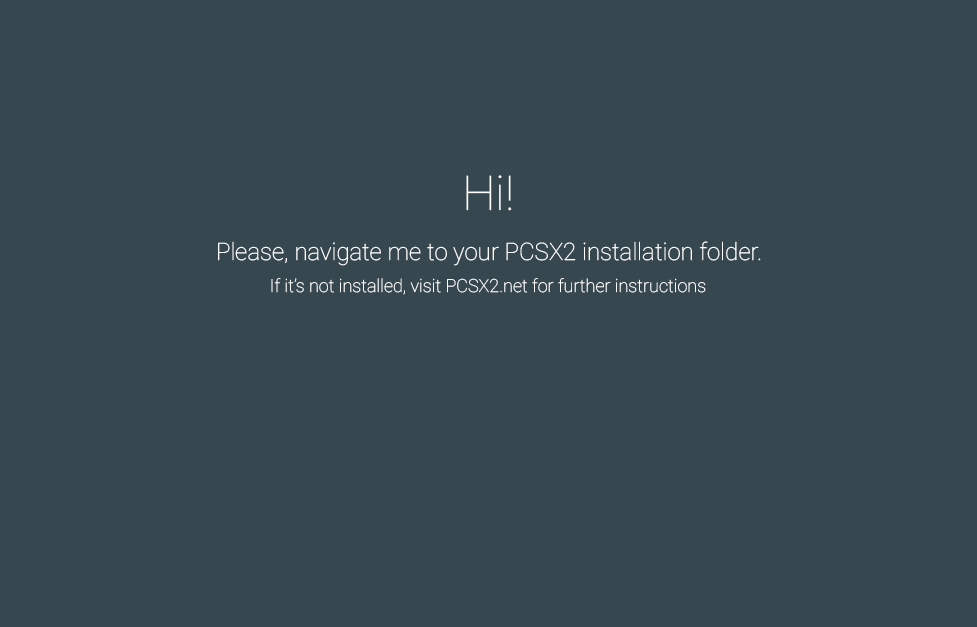 Hi!
Please, navigate me to your PCSX2 installation folder.
If it's not installed, visit PCSX2.net for further instructions